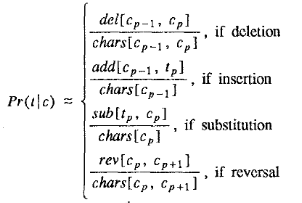 Pr(t|c) ≈
del[c_{p-1}, c_p] / chars[c_{p-1}, c_p], if deletion
add[c_{p-1}, t_p] / chars[c_{p-1}], if insertion
sub[t_p, c_p] / chars[c_p], if substitution
rev[c_p, c_{p+1}] / chars[c_p, c_{p+1}], if reversal